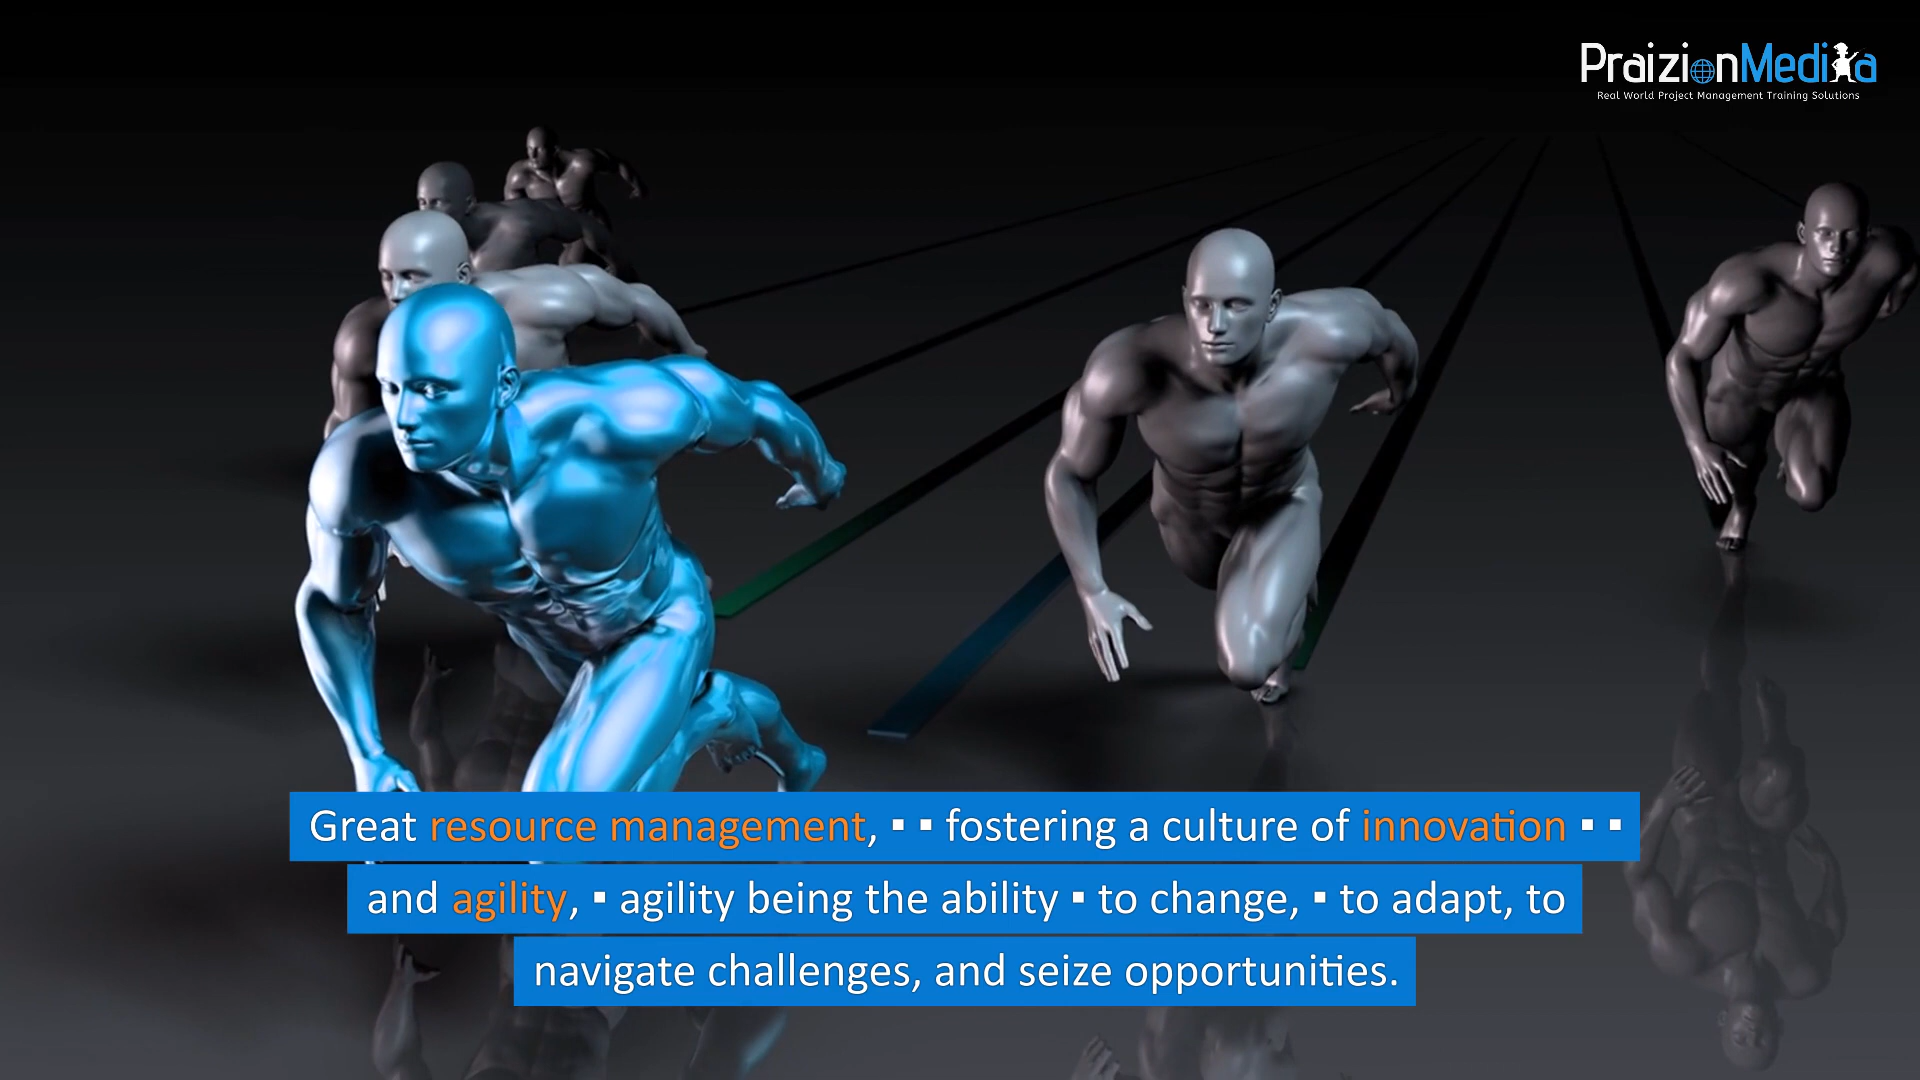 PraizionMedia
Real World Project Management Training Solutions
Great resource management, ▪ ▪ fostering a culture of innovation ▪ ▪
and agility, ▪ agility being the ability ▪ to change, ▪ to adapt, to
navigate challenges, and seize opportunities.